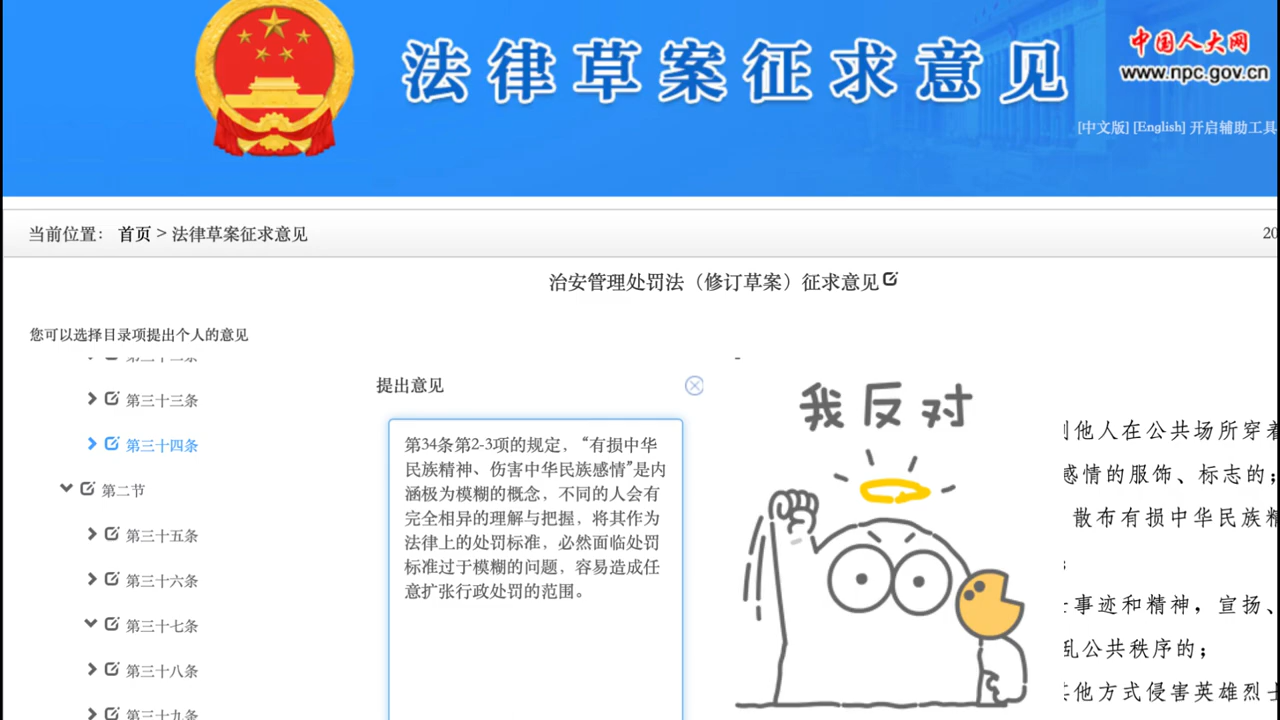 法律草案征求意见
中国人大网
www.npc.gov.cn
[中文版] [English] 开启辅助工具
当前位置： 首页 > 法律草案征求意见
20
治安管理处罚法（修订草案）征求意见
您可以选择目录项提出个人的意见
第三十三条
第三十四条
第二节
第三十五条
第三十六条
第三十七条
第三十八条
第三十九条
提出意见
第34条第2-3项的规定，“有损中华
民族精神、伤害中华民族感情”是内
涵极为模糊的概念，不同的人会有
完全相异的理解与把握，将其作为
法律上的处罚标准，必然面临处罚
标准过于模糊的问题，容易造成任
意扩张行政处罚的范围。
我反对
他人在公共场所穿着
感情的服饰、标志的；
散布有损中华民族精
事迹和精神，宣扬、
乱公共秩序的；
其他方式侵害英雄烈士